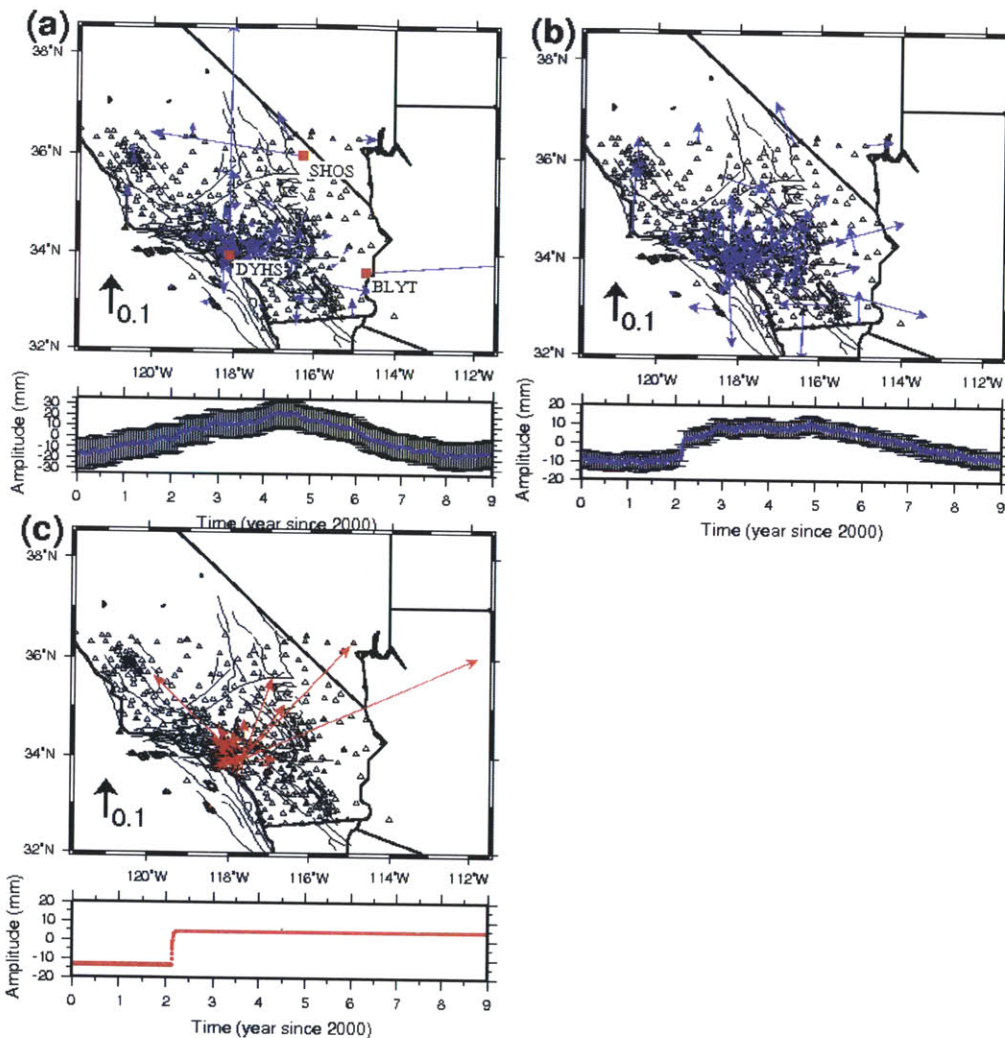 (a)
38°N
36°N
34°N
32°N
SHOS
DYHS
BLYT
0.1
120°W 118°W 116°W 114°W 112°W
Amplitude (mm)
30
20
10
0
-10
-20
-30
0 1 2 3 4 5 6 7 8 9
Time (year since 2000)
(b)
38°N
36°N
34°N
32°N
0.1
120°W 118°W 116°W 114°W 112°W
Amplitude (mm)
20
10
0
-10
-20
0 1 2 3 4 5 6 7 8 9
Time (year since 2000)
(c)
38°N
36°N
34°N
32°N
0.1
120°W 118°W 116°W 114°W 112°W
Amplitude (mm)
20
10
0
-10
-20
0 1 2 3 4 5 6 7 8 9
Time (year since 2000)